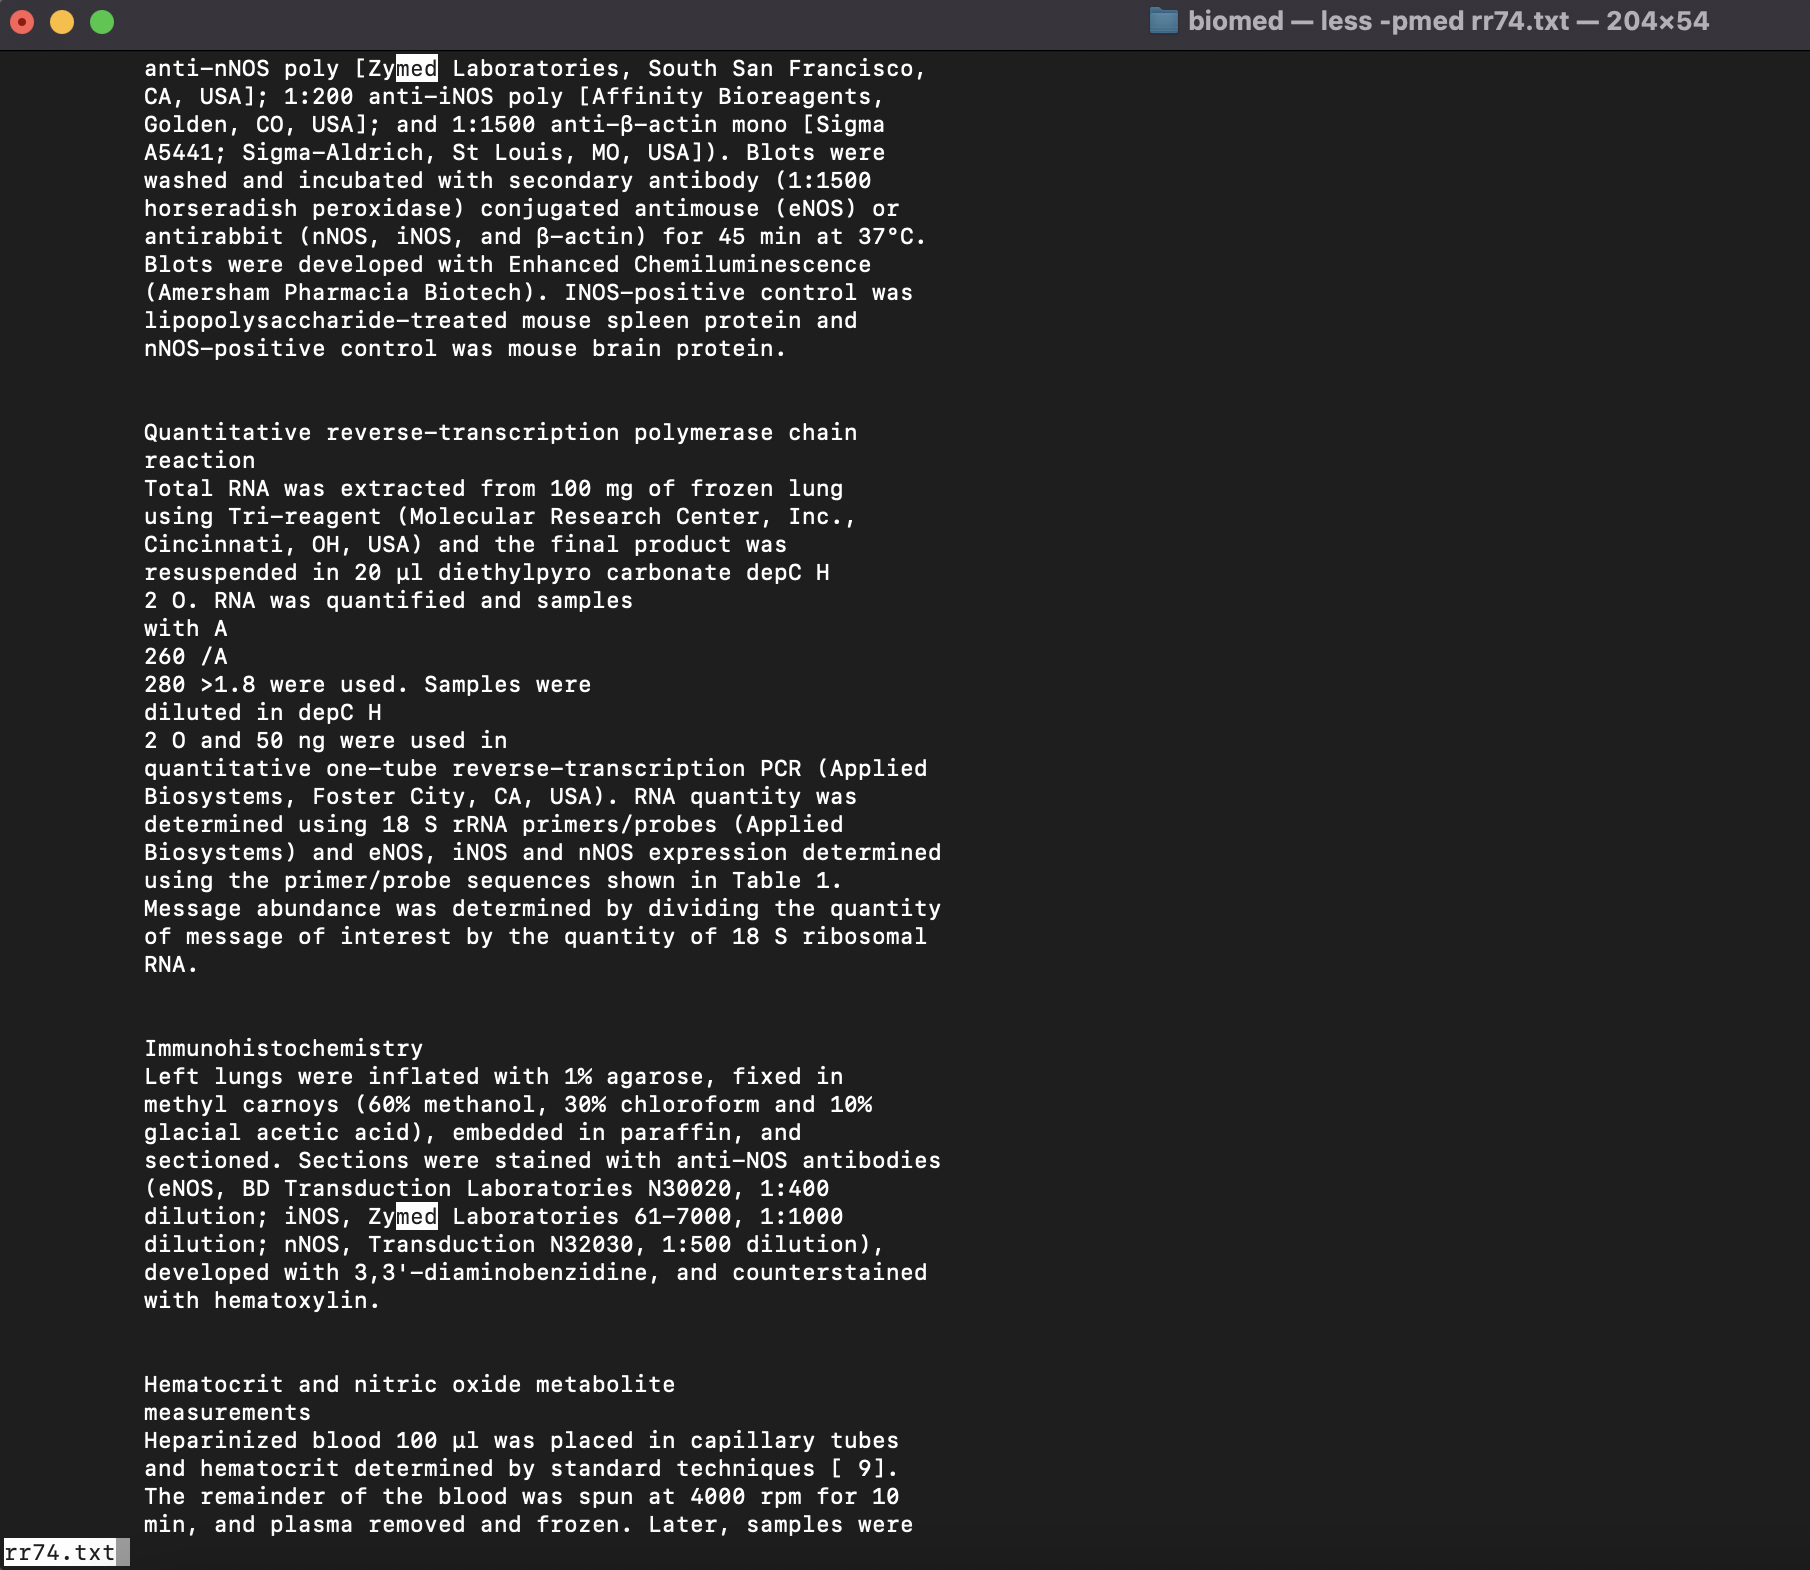 biomed — less -pmed rr74.txt — 204×54
anti-nNOS poly [Zymed Laboratories, South San Francisco,
CA, USA]; 1:200 anti-iNOS poly [Affinity Bioreagents,
Golden, CO, USA]; and 1:1500 anti-β-actin mono [Sigma
A5441; Sigma-Aldrich, St Louis, MO, USA]). Blots were
washed and incubated with secondary antibody (1:1500
horseradish peroxidase) conjugated antimouse (eNOS) or
antirabbit (nNOS, iNOS, and β-actin) for 45 min at 37°C.
Blots were developed with Enhanced Chemiluminescence
(Amersham Pharmacia Biotech). INOS-positive control was
lipopolysaccharide-treated mouse spleen protein and
nNOS-positive control was mouse brain protein.
Quantitative reverse-transcription polymerase chain
reaction
Total RNA was extracted from 100 mg of frozen lung
using Tri-reagent (Molecular Research Center, Inc.,
Cincinnati, OH, USA) and the final product was
resuspended in 20 μl diethylpyro carbonate depC H
2 O. RNA was quantified and samples
with A
260 /A
280 >1.8 were used. Samples were
diluted in depC H
2 O and 50 ng were used in
quantitative one-tube reverse-transcription PCR (Applied
Biosystems, Foster City, CA, USA). RNA quantity was
determined using 18 S rRNA primers/probes (Applied
Biosystems) and eNOS, iNOS and nNOS expression determined
using the primer/probe sequences shown in Table 1.
Message abundance was determined by dividing the quantity
of message of interest by the quantity of 18 S ribosomal
RNA.
Immunohistochemistry
Left lungs were inflated with 1% agarose, fixed in
methyl carnoys (60% methanol, 30% chloroform and 10%
glacial acetic acid), embedded in paraffin, and
sectioned. Sections were stained with anti-NOS antibodies
(eNOS, BD Transduction Laboratories N30020, 1:400
dilution; iNOS, Zymed Laboratories 61-7000, 1:1000
dilution; nNOS, Transduction N32030, 1:500 dilution),
developed with 3,3'-diaminobenzidine, and counterstained
with hematoxylin.
Hematocrit and nitric oxide metabolite
measurements
Heparinized blood 100 μl was placed in capillary tubes
and hematocrit determined by standard techniques [ 9].
The remainder of the blood was spun at 4000 rpm for 10
min, and plasma removed and frozen. Later, samples were
rr74.txt